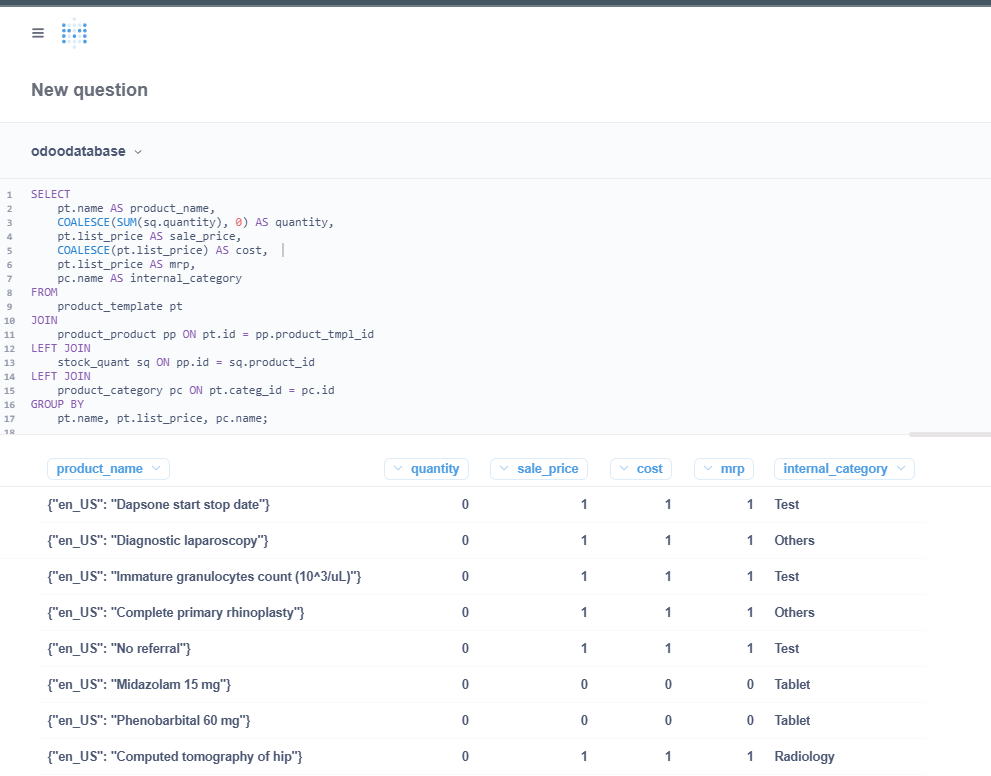 New question
odoodatabase
1 SELECT
2 pt.name AS product_name,
3 COALESCE(SUM(sq.quantity), 0) AS quantity,
4 pt.list_price AS sale_price,
5 COALESCE(pt.list_price) AS cost,
6 pt.list_price AS mrp,
7 pc.name AS internal_category
8 FROM
9 product_template pt
10 JOIN
11 product_product pp ON pt.id = pp.product_tmpl_id
12 LEFT JOIN
13 stock_quant sq ON pp.id = sq.product_id
14 LEFT JOIN
15 product_category pc ON pt.categ_id = pc.id
16 GROUP BY
17 pt.name, pt.list_price, pc.name;
18
product_name quantity sale_price cost mrp internal_category
{"en_US": "Dapsone start stop date"} 0 1 1 1 Test
{"en_US": "Diagnostic laparoscopy"} 0 1 1 1 Others
{"en_US": "Immature granulocytes count (10^3/uL)"} 0 1 1 1 Test
{"en_US": "Complete primary rhinoplasty"} 0 1 1 1 Others
{"en_US": "No referral"} 0 1 1 1 Test
{"en_US": "Midazolam 15 mg"} 0 0 0 0 Tablet
{"en_US": "Phenobarbital 60 mg"} 0 0 0 0 Tablet
{"en_US": "Computed tomography of hip"} 0 1 1 1 Radiology